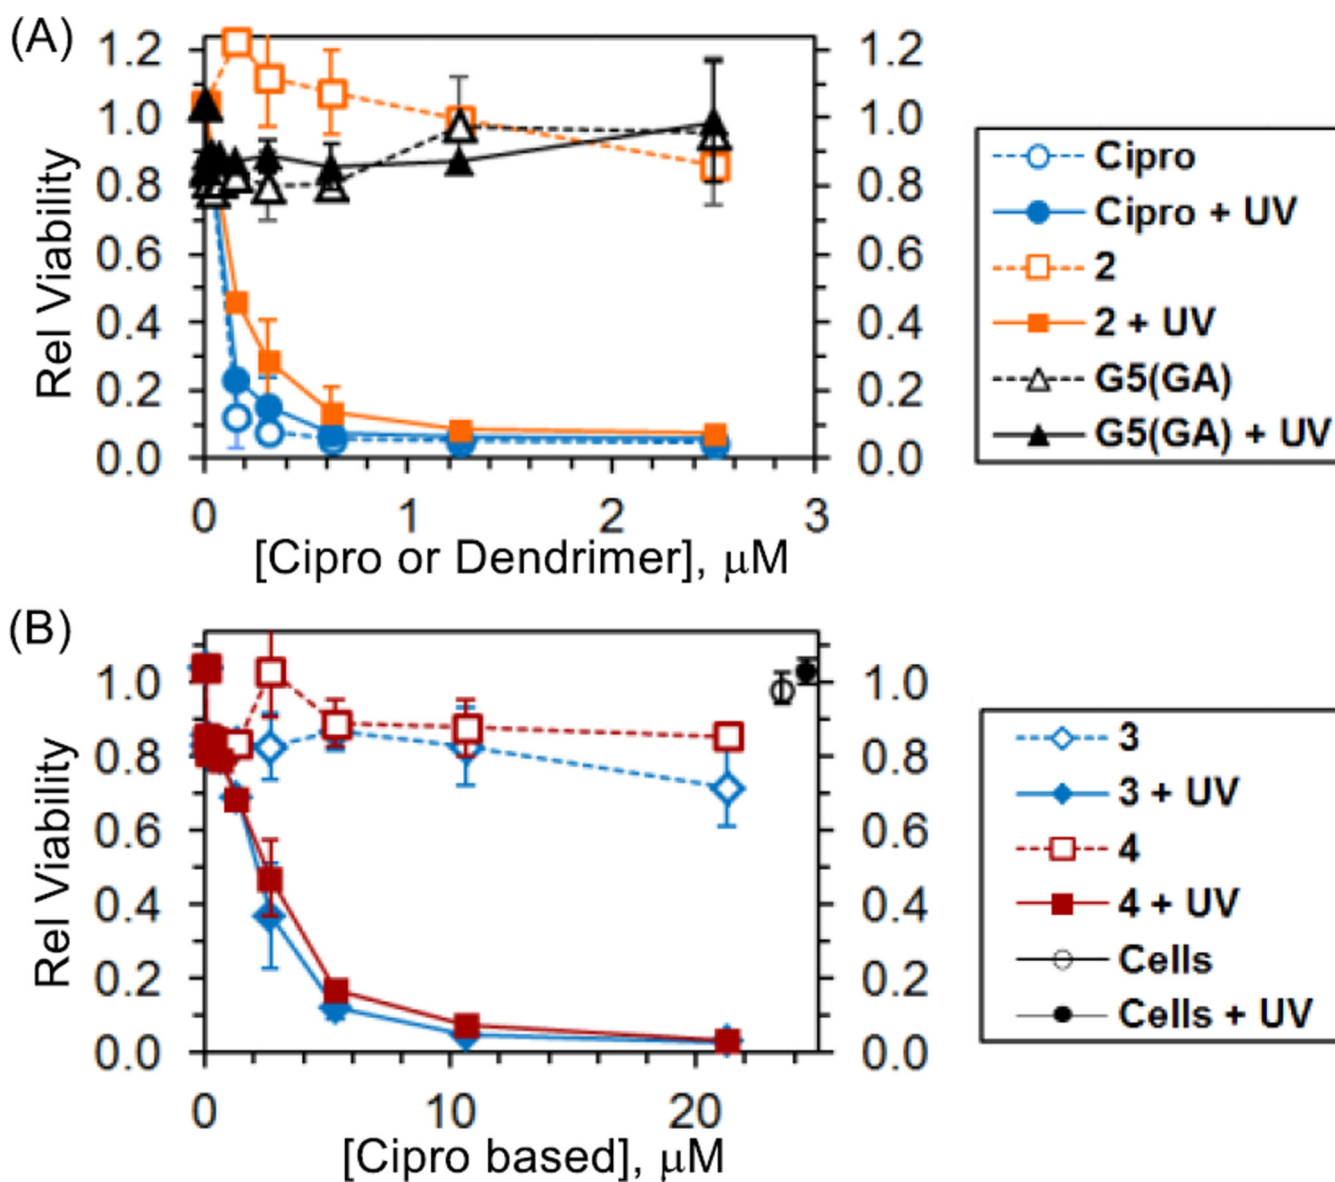 (A)
1.2 1.2
1.0 1.0
0.8 0.8
0.6 0.6
0.4 0.4
0.2 0.2
0.0 0.0
Rel Viability
0 1 2 3
[Cipro or Dendrimer], μM
Cipro
Cipro + UV
2
2 + UV
G5(GA)
G5(GA) + UV
(B)
1.0 1.0
0.8 0.8
0.6 0.6
0.4 0.4
0.2 0.2
0.0 0.0
Rel Viability
0 10 20
[Cipro based], μM
3
3 + UV
4
4 + UV
Cells
Cells + UV